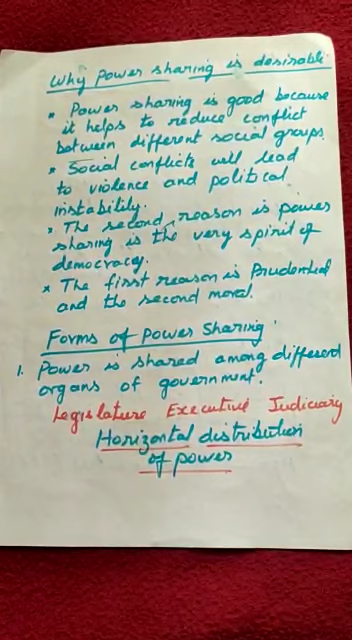 Why power sharing is desirable.
* Power sharing is good because
it helps to reduce conflict
between different social groups.
* Social conflicts will lead
to violence and political
instability.
* The second reason is power
sharing is the very spirit of
democracy.
* The first reason is Prudential
and the second moral.
Forms of Power Sharing
1. Power is shared among different
organs of government.
Legislature Executive Judiciary
Horizontal distribution
of power